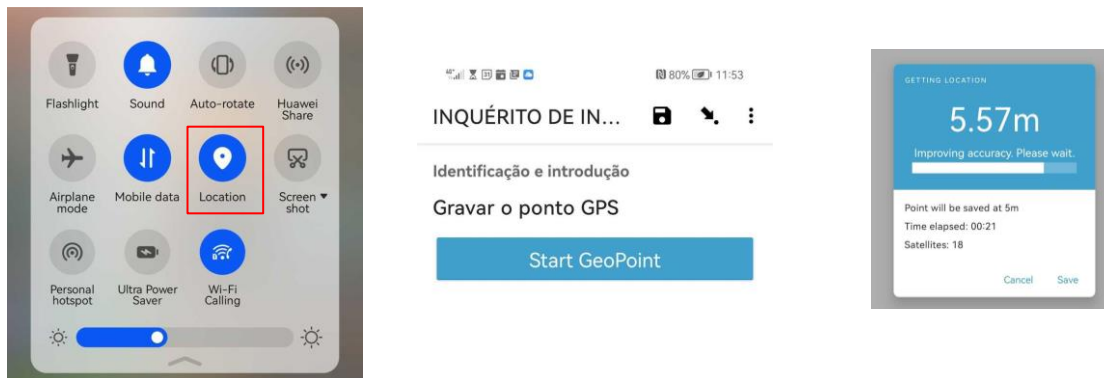 Flashlight
Sound
Auto-rotate
Huawei
Share
Airplane
mode
Mobile data
Location
Screen
shot
Personal
hotspot
Ultra Power
Saver
Wi-Fi
Calling
80% 11:53
INQUÉRITO DE IN...
Identificação e introdução
Gravar o ponto GPS
Start GeoPoint
GETTING LOCATION
5.57m
Improving accuracy. Please wait.
Point will be saved at 5m
Time elapsed: 00:21
Satellites: 18
Cancel Save